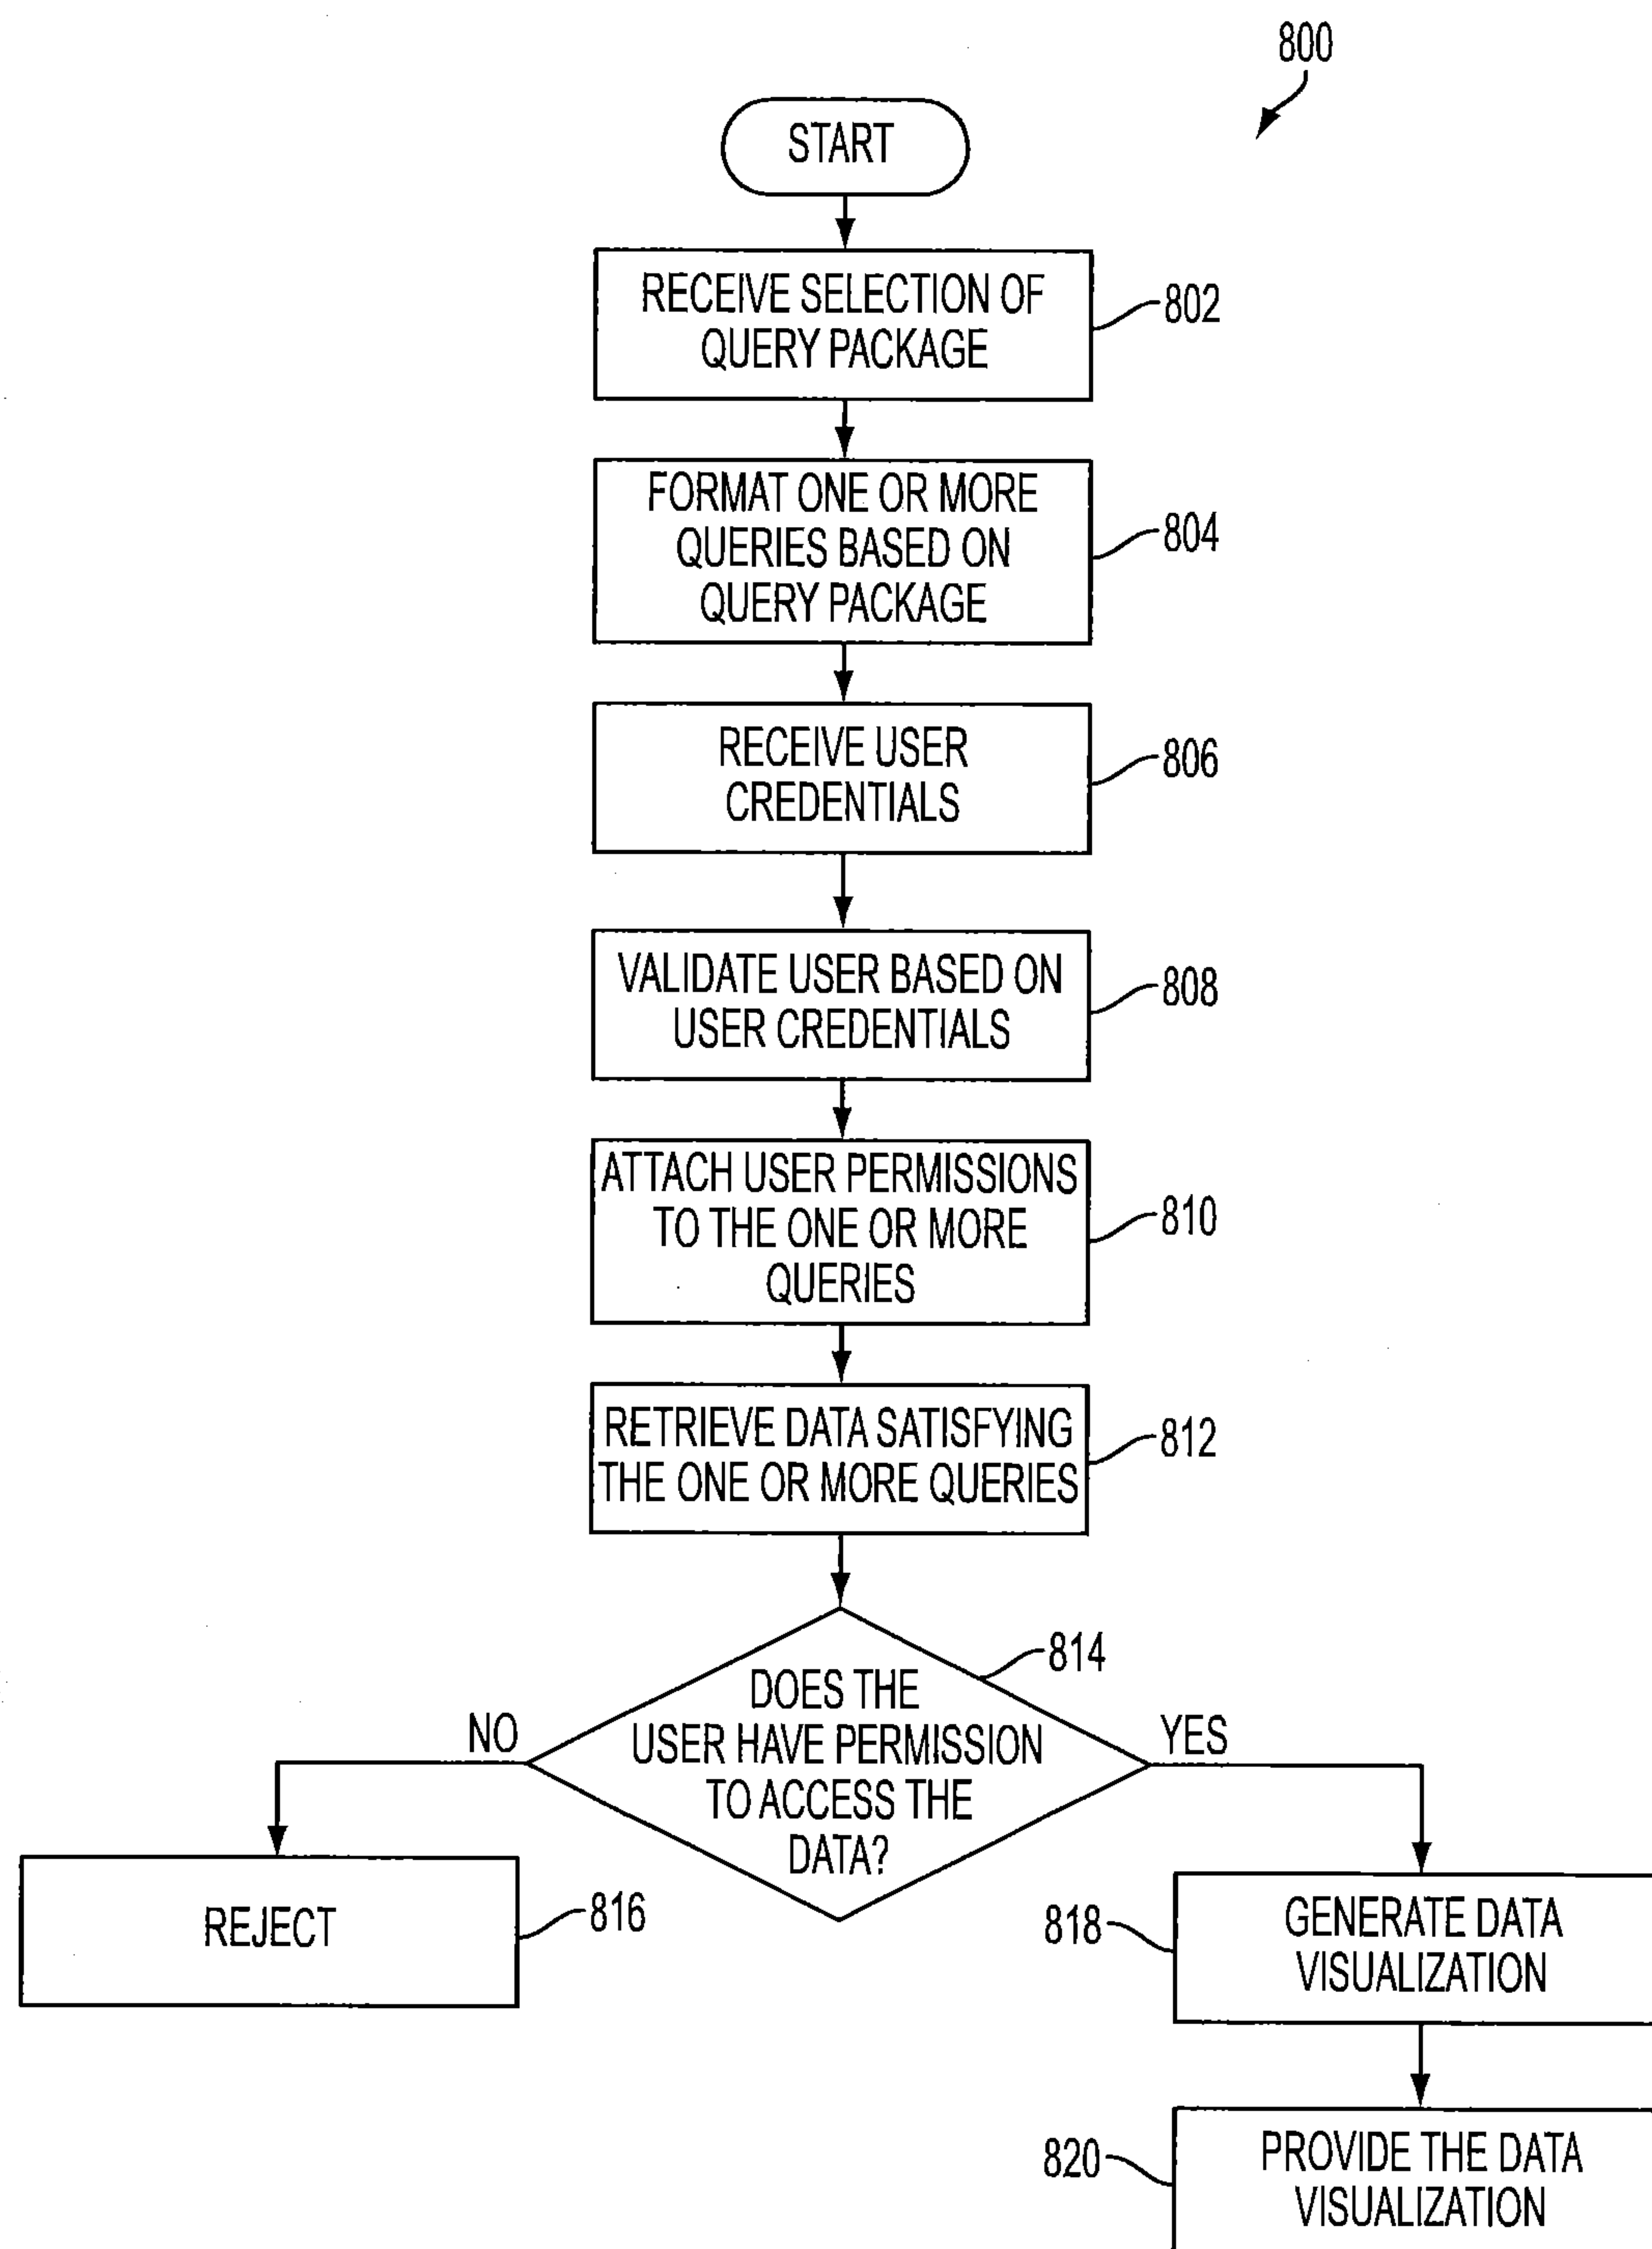 800
START
RECEIVE SELECTION OF
QUERY PACKAGE
802
FORMAT ONE OR MORE
QUERIES BASED ON
QUERY PACKAGE
804
RECEIVE USER
CREDENTIALS
806
VALIDATE USER BASED ON
USER CREDENTIALS
808
ATTACH USER PERMISSIONS
TO THE ONE OR MORE
QUERIES
810
RETRIEVE DATA SATISFYING
THE ONE OR MORE QUERIES
812
814
DOES THE
USER HAVE PERMISSION
TO ACCESS THE
DATA?
NO
YES
REJECT
816
818
GENERATE DATA
VISUALIZATION
820
PROVIDE THE DATA
VISUALIZATION